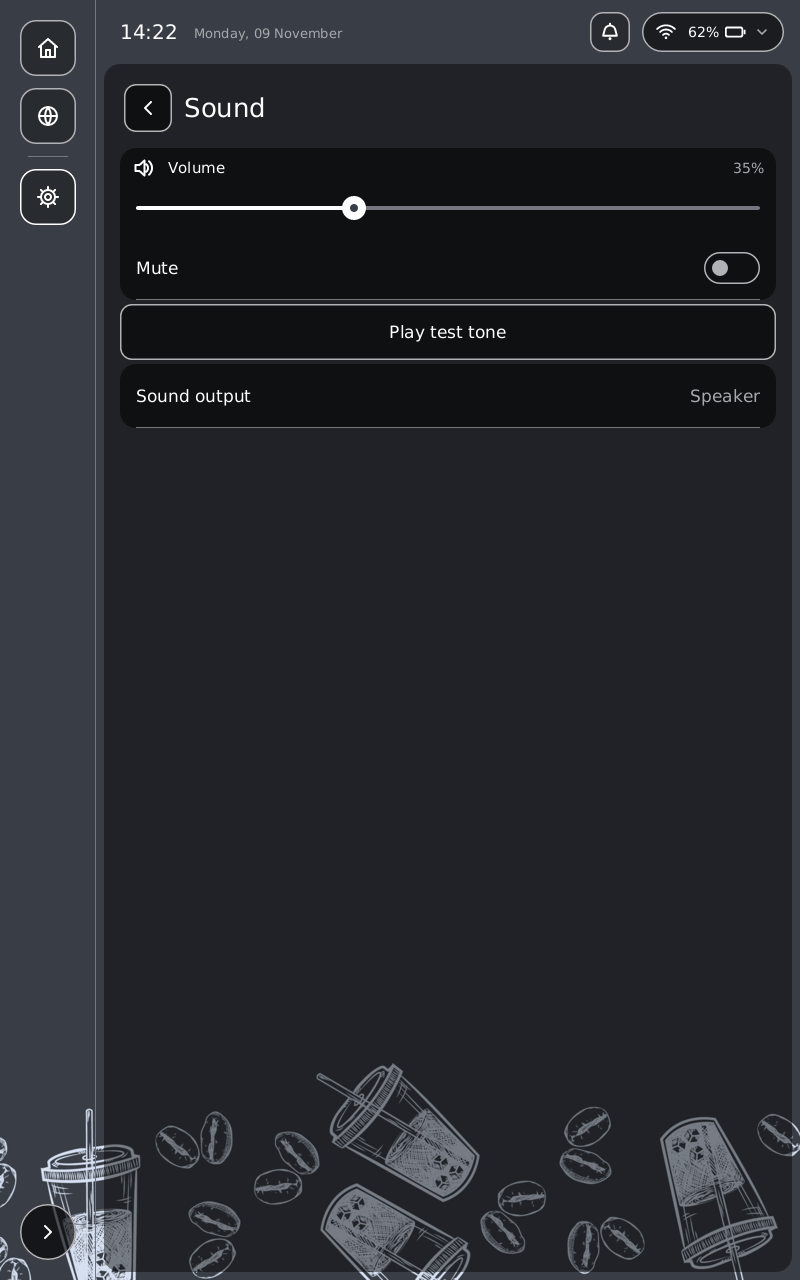 14:22 Monday, 09 November 62%
Sound
Volume 35%
Mute
Play test tone
Sound output Speaker